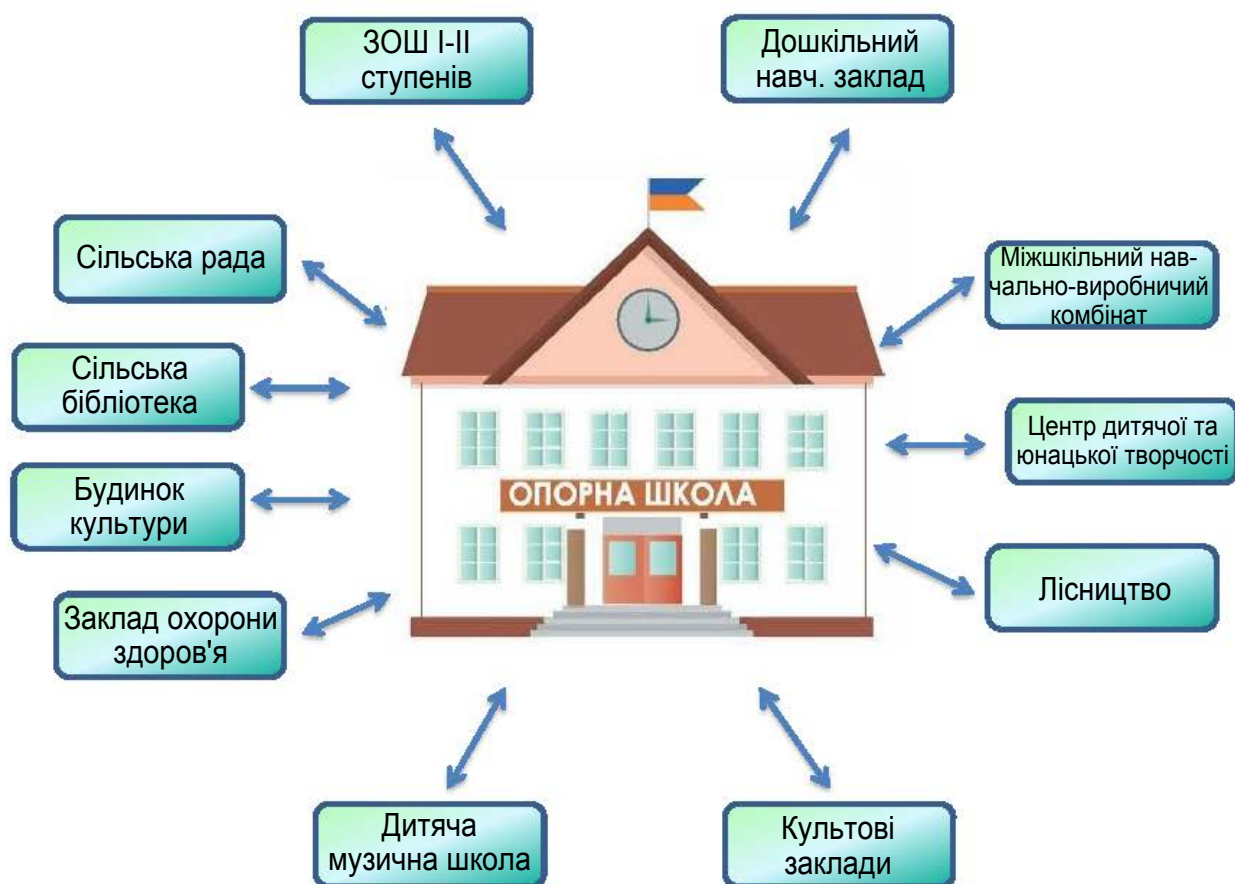 ЗОШ І-ІІ
ступенів
Дошкільний
навч. заклад
Сільська рада
Міжшкільний нав-
чально-виробничий
комбінат
Сільська
бібліотека
Центр дитячої та
юнацької творчості
Будинок
культури
ОПОРНА ШКОЛА
Лісництво
Заклад охорони
здоров'я
Дитяча
музична школа
Культові
заклади